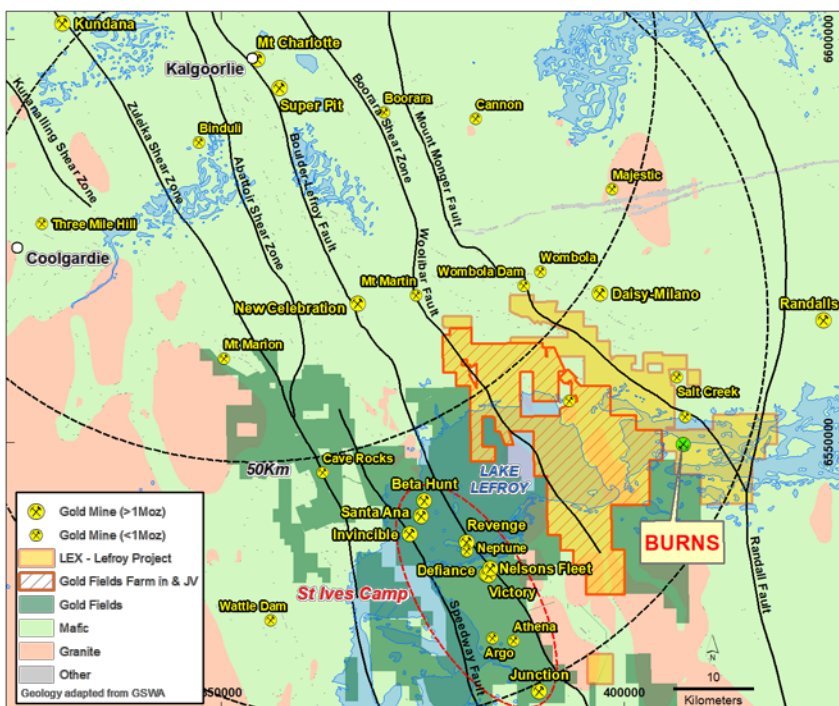 Kundana
Mt Charlotte
Kalgoorlie
Super Pit
Boorara
Cannon
Binduli
Kunanalling Shear Zone
Zuleika Shear Zone
Abattoir Shear Zone
Boulder Lefroy Fault
Boorara Shear Zone
Mount Monger Fault
6600000
Majestic
Three Mile Hill
Coolgardie
Woolibar Fault
Mt Martin
Wombola Dam
Wombola
Daisy-Milano
New Celebration
Randalls
Mt Marion
Salt Creek
6550000
50Km
Cave Rocks
LAKE
LEFROY
Beta Hunt
Santa Ana
Invincible
Revenge
Neptune
BURNS
Defiance
Nelsons Fleet
Victory
St Ives Camp
Wattle Dam
Speedway Fault
Randall Fault
Athena
Argo
Junction
Gold Mine (>1Moz)
Gold Mine (<1Moz)
LEX - Lefroy Project
Gold Fields Farm in & JV
Gold Fields
Mafic
Granite
Other
Geology adapted from GSWA
400000
N
10
Kilometers